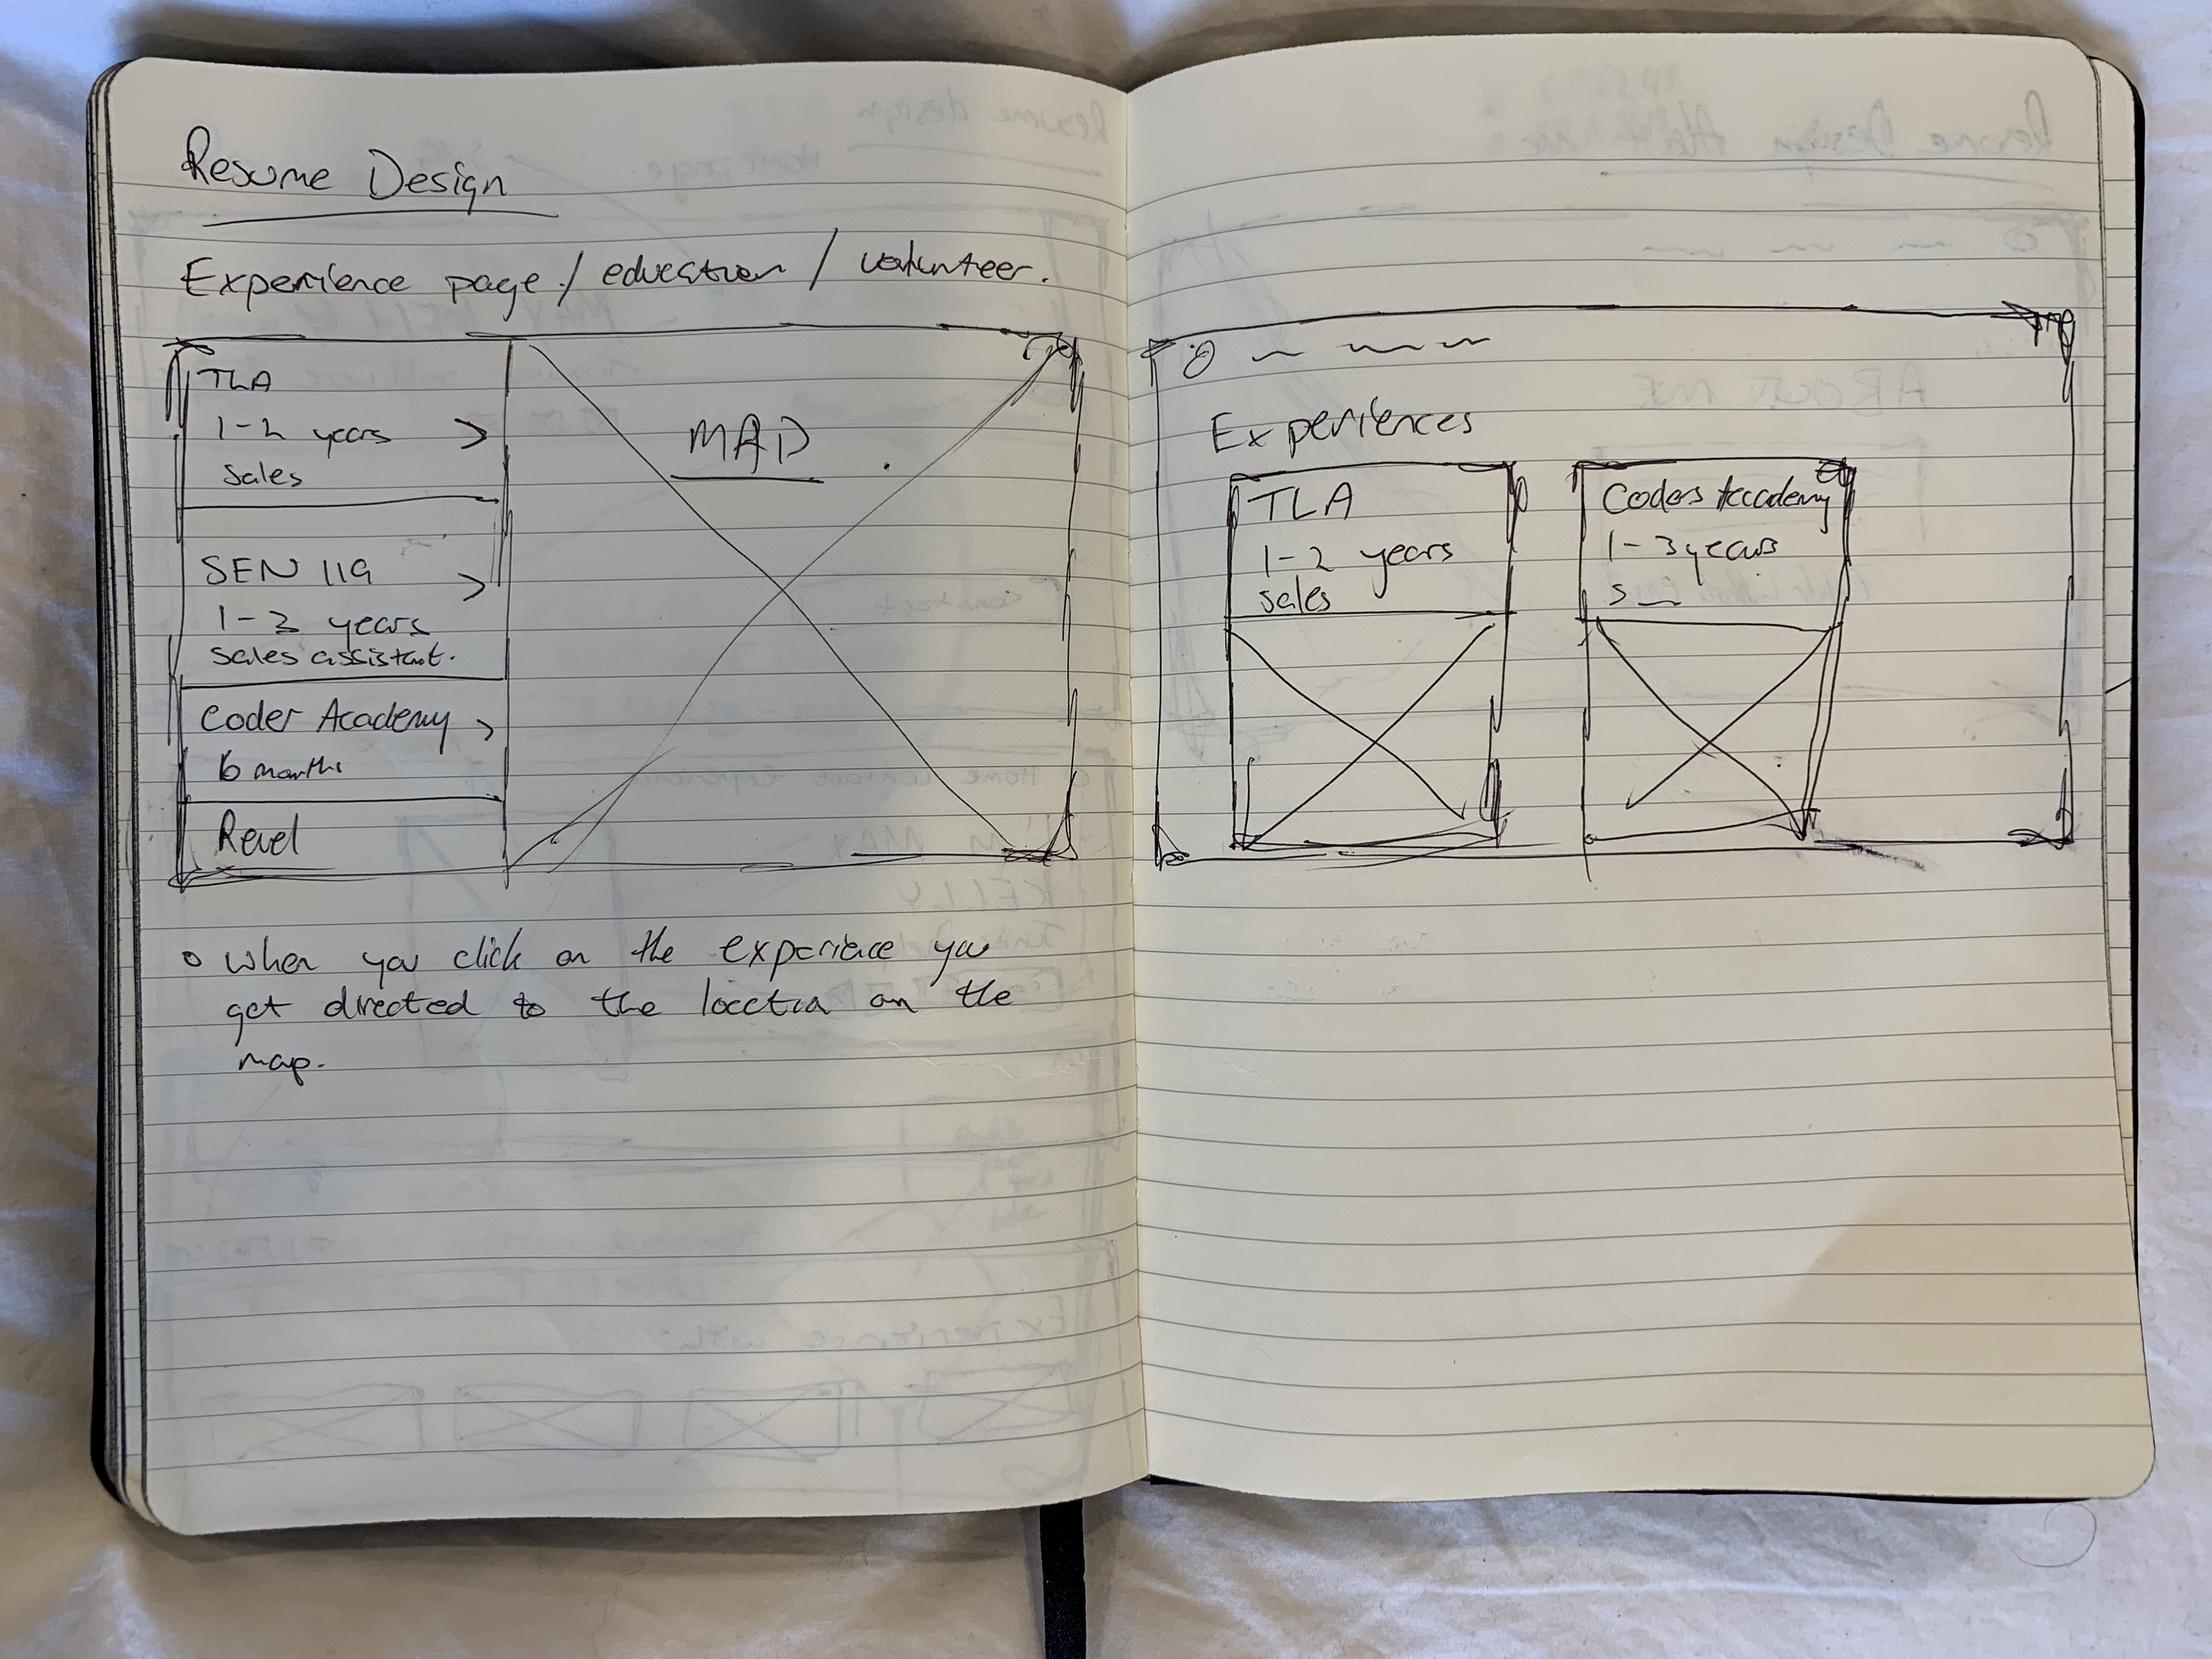 Resume Design
Experience page / education / volunteer.
TLA
1-2 years
sales
SEN 119
1-3 years
sales assistant.
Coder Academy
6 months
Revel
MAP
when you click on the experience you
get directed to the location on the
map.
Experiences
TLA
1-2 years
sales
Coders Academy
1-3 years
s